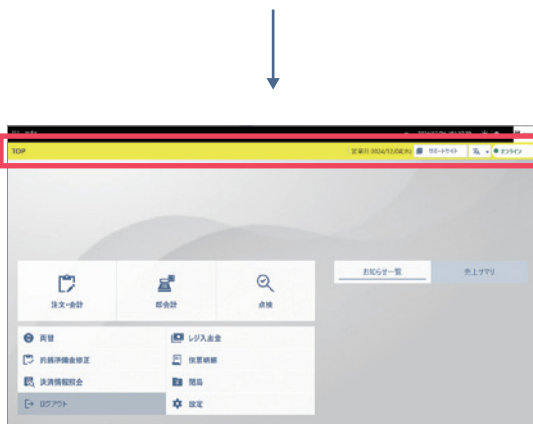 TOP
営業日 2024/12/04(水) サポートサイト オンライン
お知らせ一覧 売上サマリ
注文・会計 即会計 点検
両替 レジ入出金
釣銭準備金修正 伝票明細
決済情報照会 閉局
ログアウト 設定